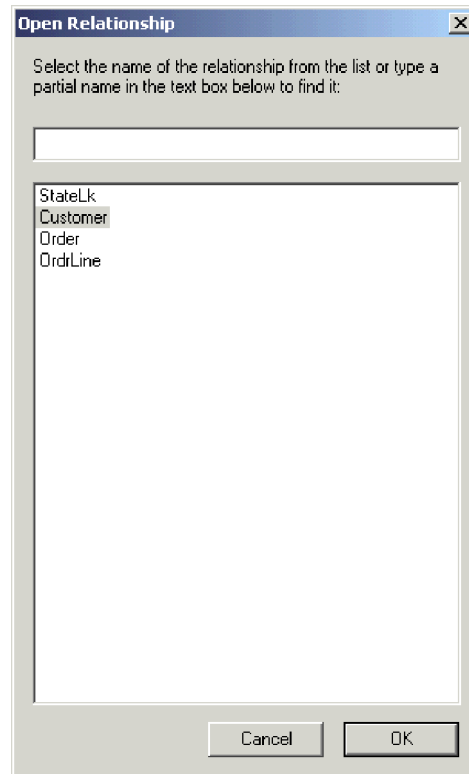 Open Relationship
Select the name of the relationship from the list or type a
partial name in the text box below to find it:
StateLk
Customer
Order
OrdrLine
Cancel
OK